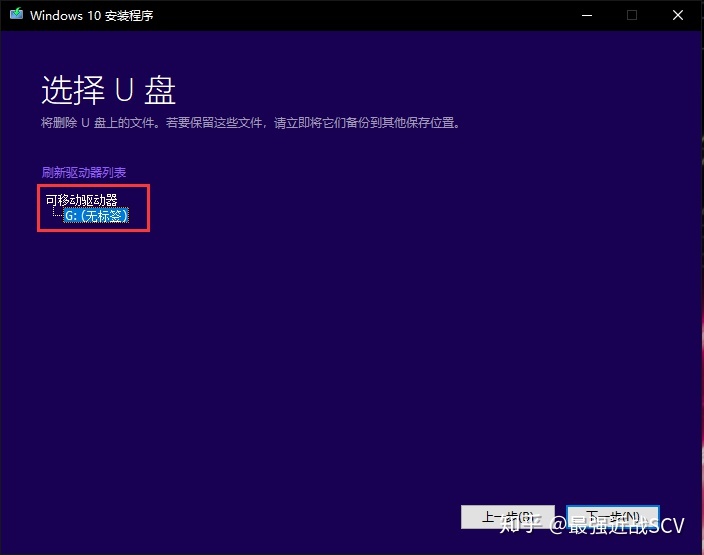 Windows 10 安装程序
选择 U 盘
将删除 U 盘上的文件。若要保留这些文件，请立即将它们备份到其他保存位置。
刷新驱动器列表
可移动驱动器
G:(无标签)
上一步(B) 下一步(N)
知乎 @最强近战SCV